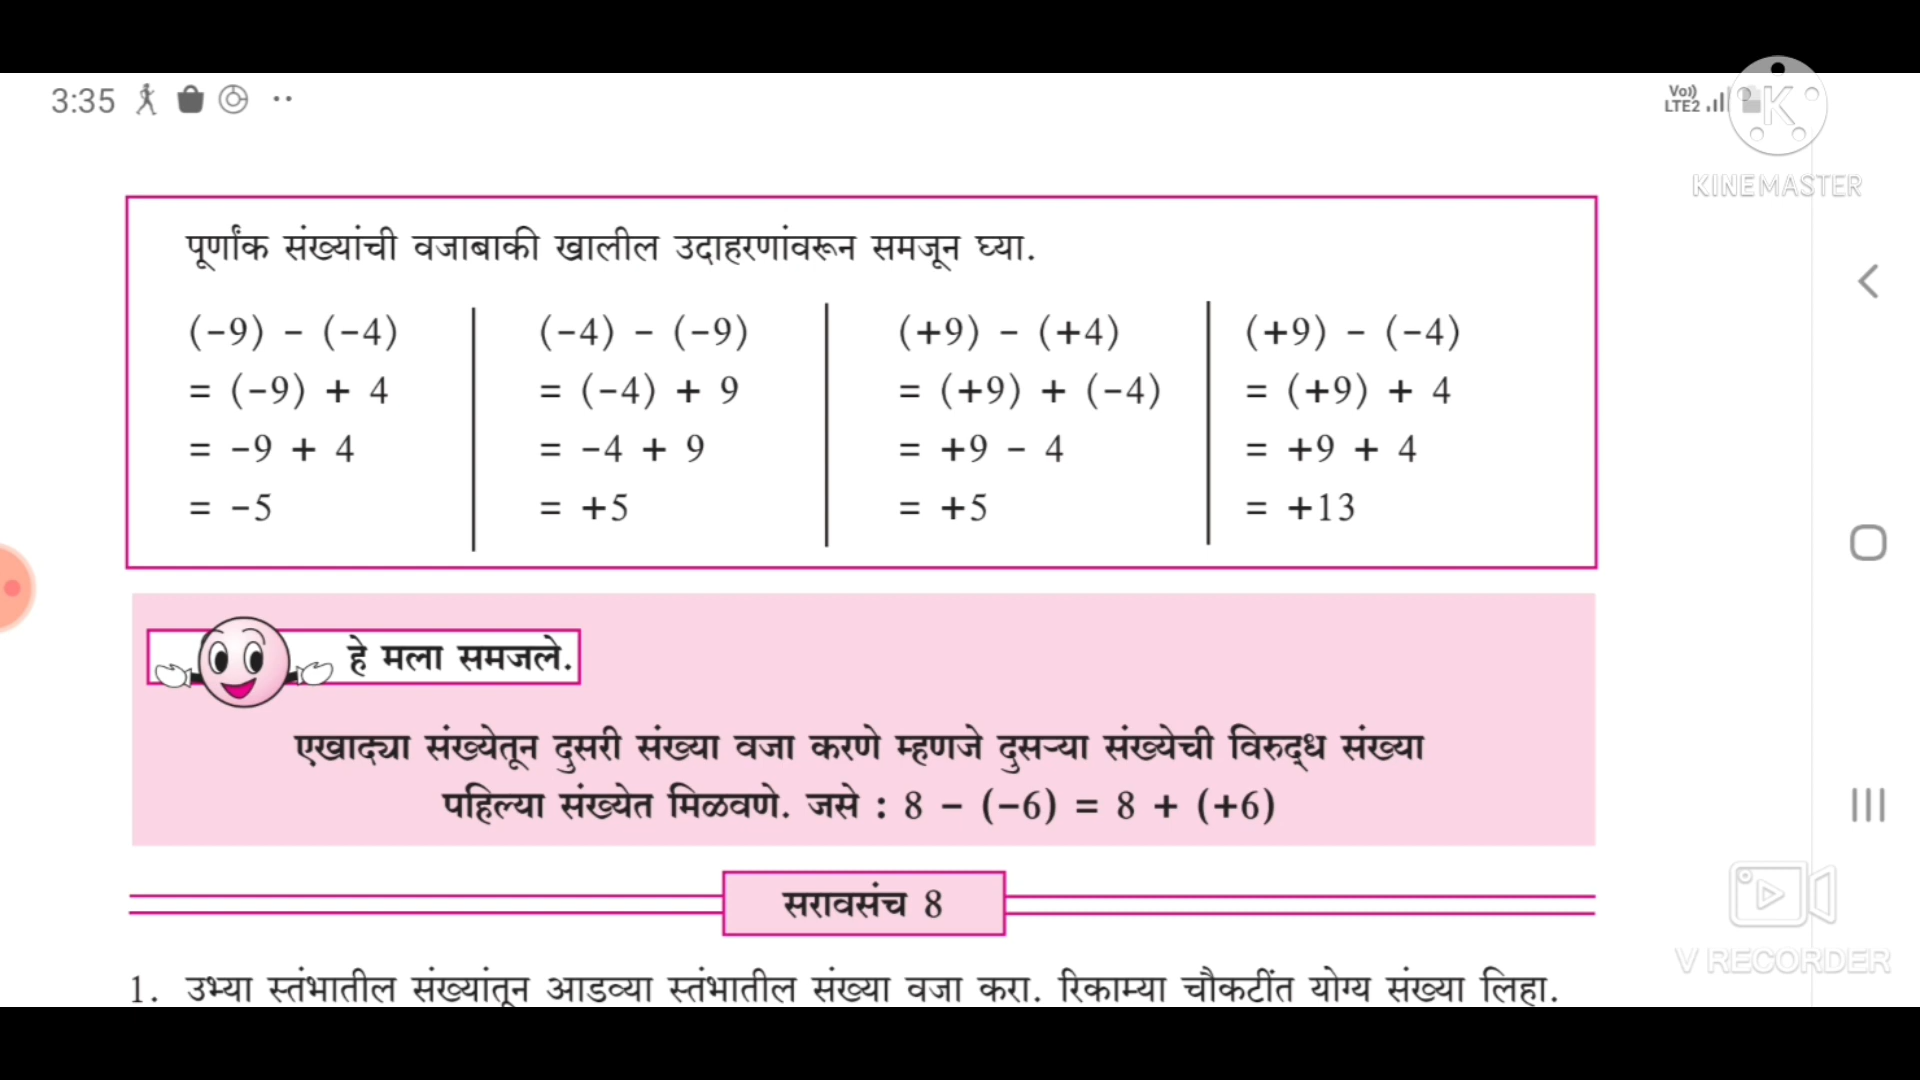 3:35
Vo)) LTE2
KINEMASTER
पूर्णांक संख्यांची वजाबाकी खालील उदाहरणांवरून समजून घ्या.
(-9) - (-4)
= (-9) + 4
= -9 + 4
= -5
(-4) - (-9)
= (-4) + 9
= -4 + 9
= +5
(+9) - (+4)
= (+9) + (-4)
= +9 - 4
= +5
(+9) - (-4)
= (+9) + 4
= +9 + 4
= +13
हे मला समजले.
एखाद्या संख्येतून दुसरी संख्या वजा करणे म्हणजे दुसऱ्या संख्येची विरुद्ध संख्या
पहिल्या संख्येत मिळवणे. जसे : 8 - (-6) = 8 + (+6)
सरावसंच 8
V RECORDER
1. उभ्या स्तंभातील संख्यांतून आडव्या स्तंभातील संख्या वजा करा. रिकाम्या चौकटींत योग्य संख्या लिहा.